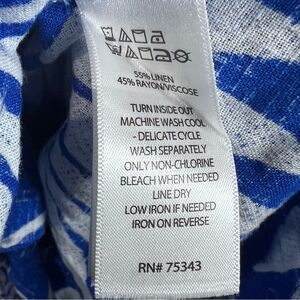 55% LINEN
45% RAYON/VISCOSE
TURN INSIDE OUT
MACHINE WASH COOL
- DELICATE CYCLE
WASH SEPARATELY
ONLY NON-CHLORINE
BLEACH WHEN NEEDED
LINE DRY
LOW IRON IF NEEDED
IRON ON REVERSE
RN# 75343